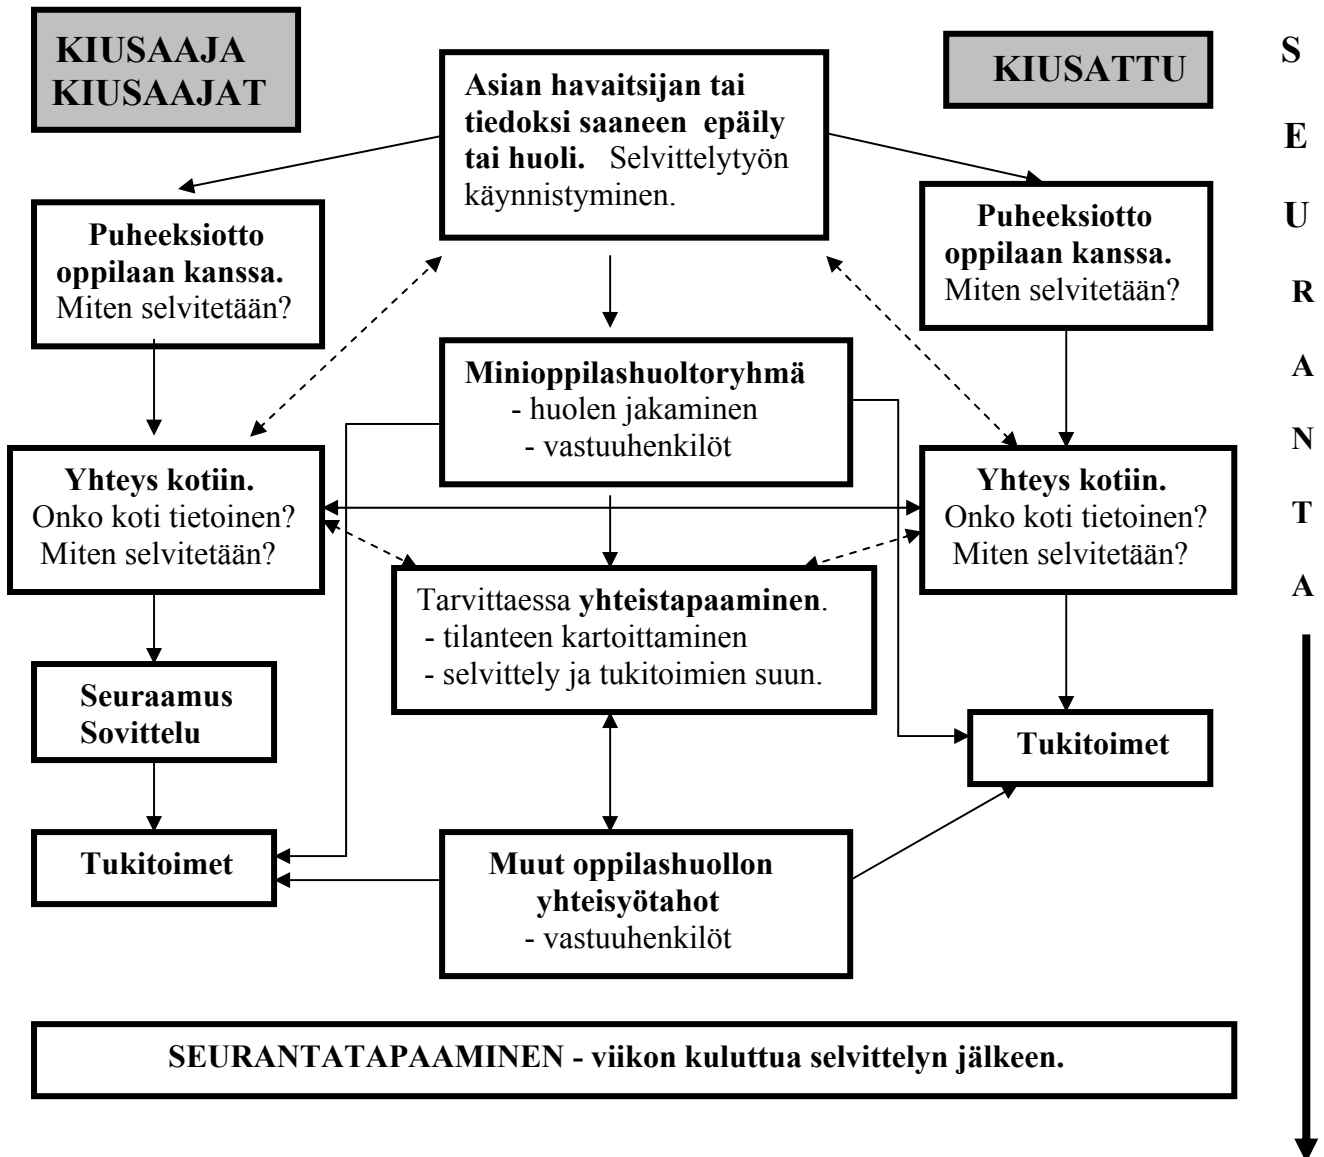 KIUSAAJA
KIUSAAJAT
Asian havaitsijan tai
tiedoksi saaneen epäily
tai huoli. Selvittelytyön
käynnistyminen.
KIUSATTU
Puheeksiotto
oppilaan kanssa.
Miten selvitetään?
Puheeksiotto
oppilaan kanssa.
Miten selvitetään?
Minioppilashuoltoryhmä
- huolen jakaminen
- vastuuhenkilöt
Yhteys kotiin.
Onko koti tietoinen?
Miten selvitetään?
Yhteys kotiin.
Onko koti tietoinen?
Miten selvitetään?
Tarvittaessa yhteistapaaminen.
- tilanteen kartoittaminen
- selvittely ja tukitoimien suun.
Seuraamus
Sovittelu
Tukitoimet
Tukitoimet
Muut oppilashuollon
yhteisyötahot
- vastuuhenkilöt
SEURANTATAPAAMINEN - viikon kuluttua selvittelyn jälkeen.
S
E
U
R
A
N
T
A